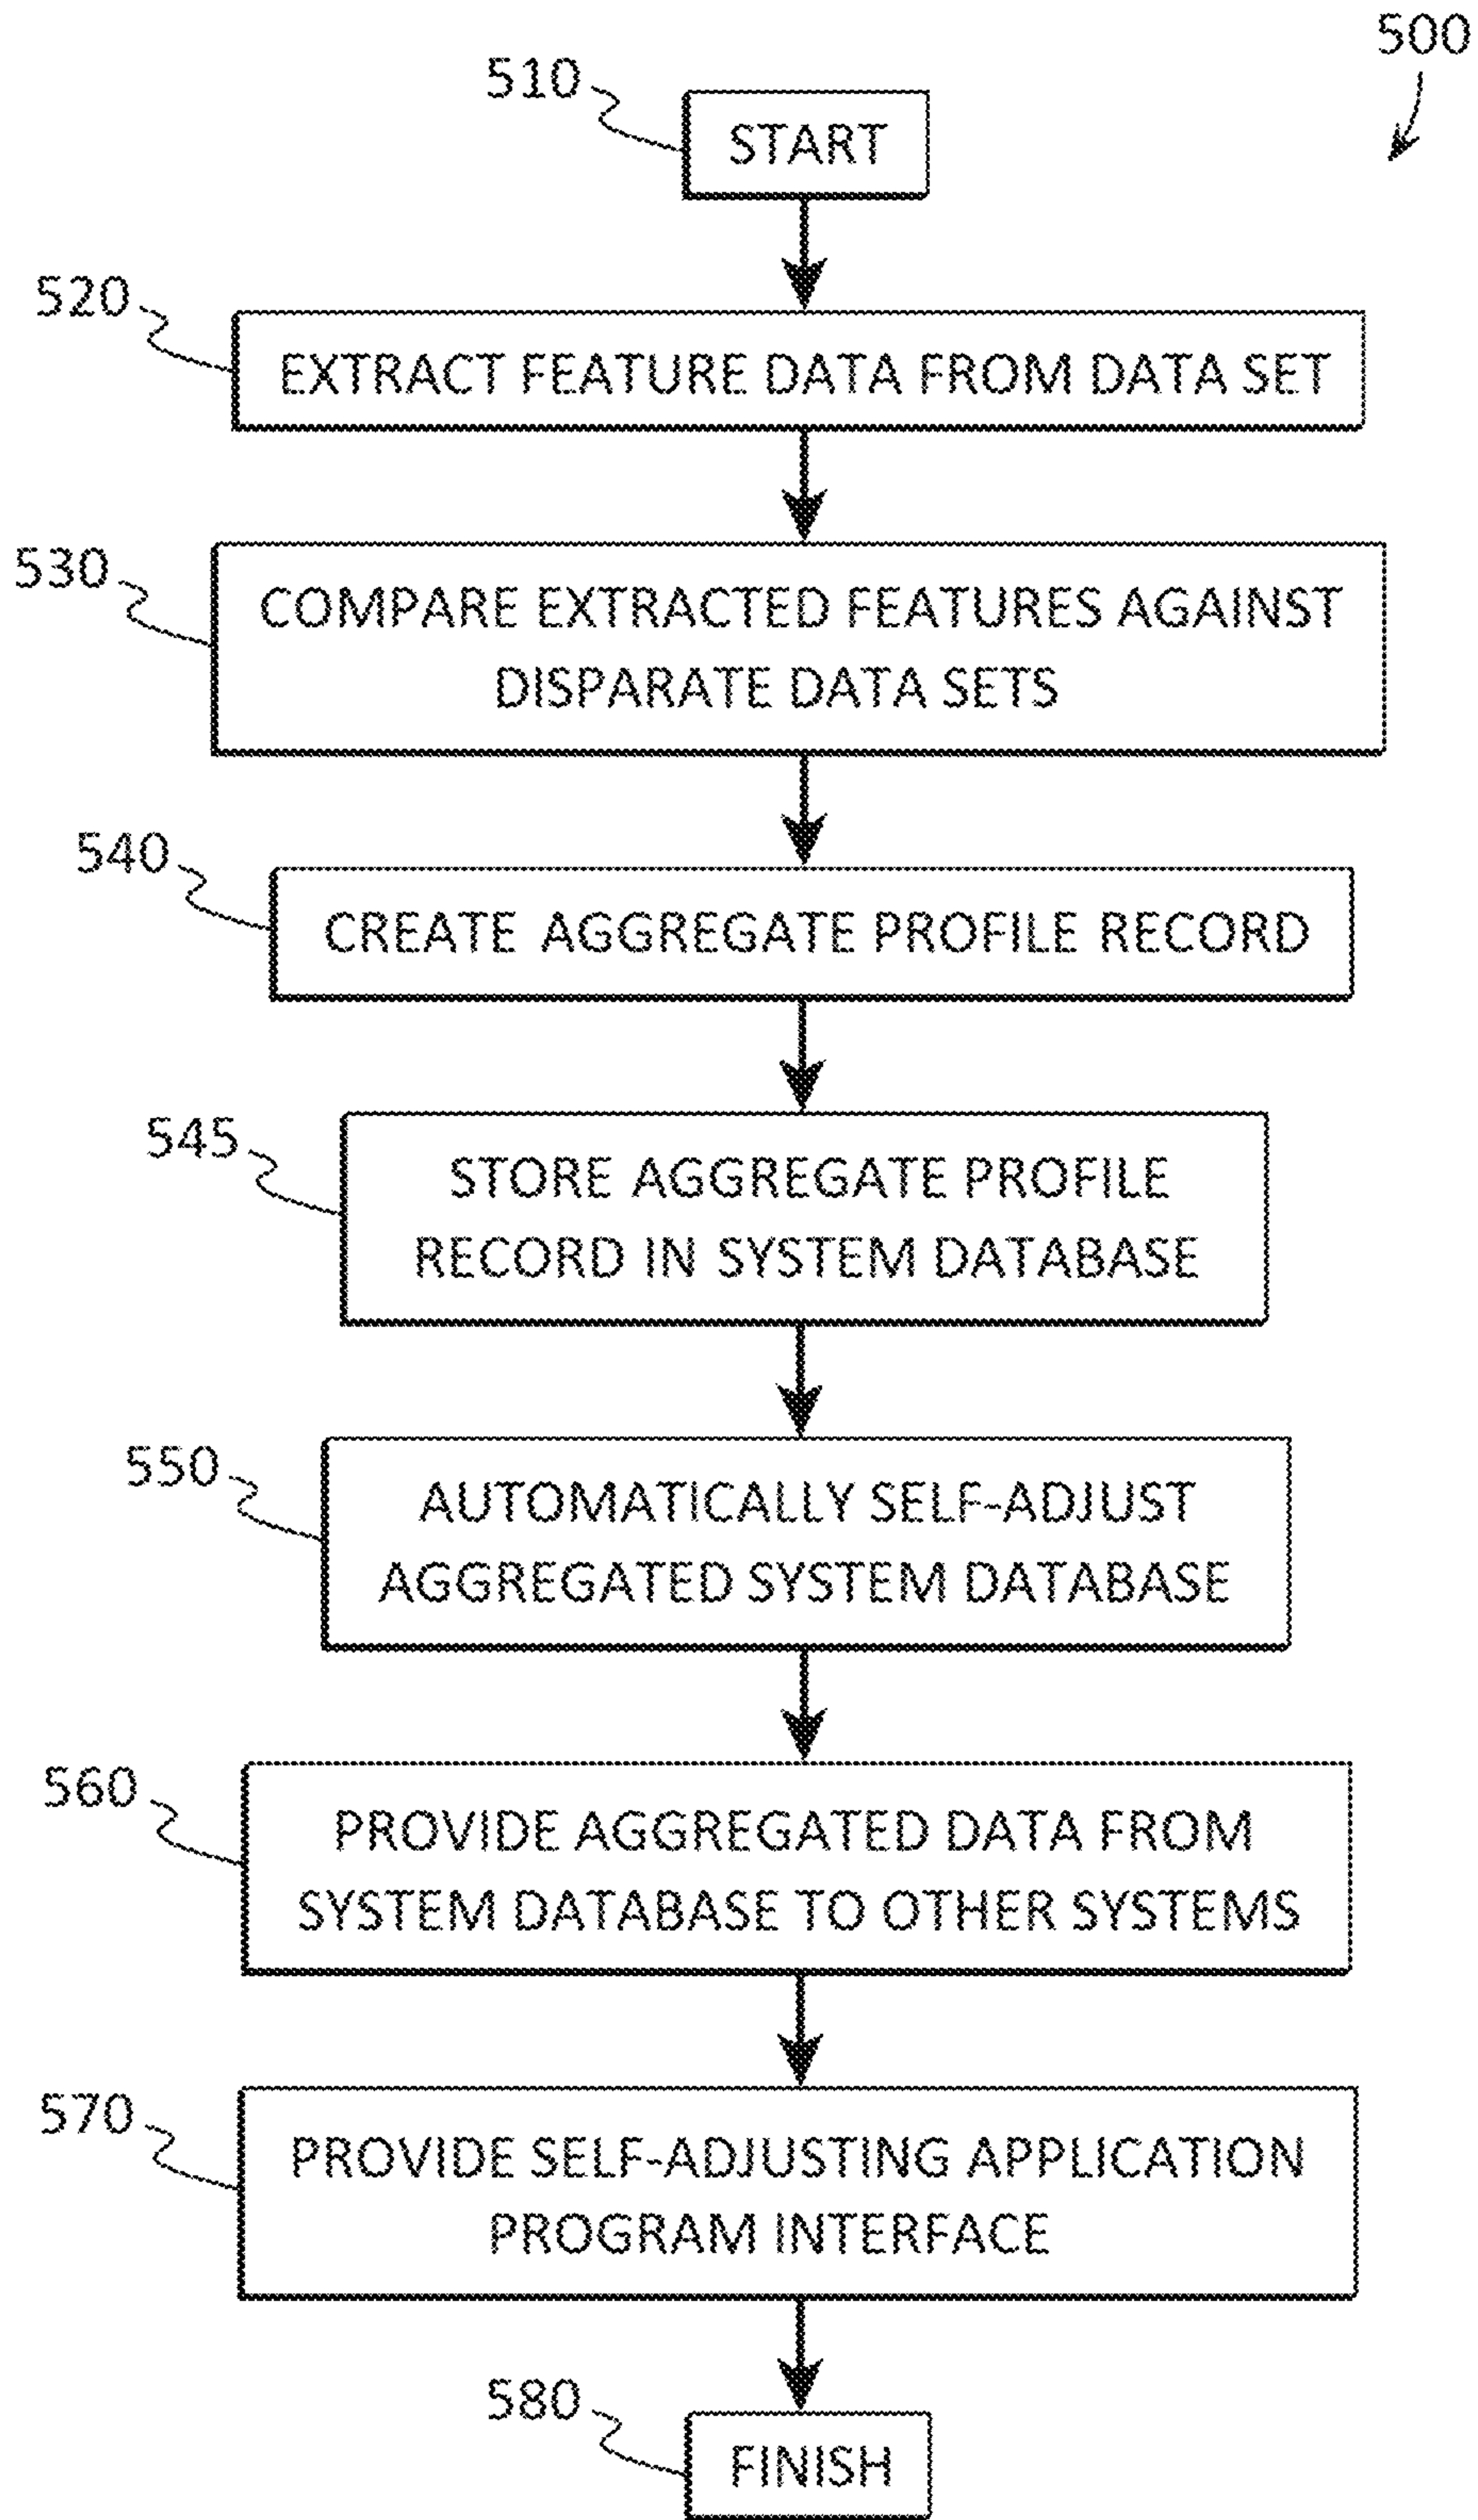 500
510
START
520
EXTRACT FEATURE DATA FROM DATA SET
530
COMPARE EXTRACTED FEATURES AGAINST
DISPARATE DATA SETS
540
CREATE AGGREGATE PROFILE RECORD
545
STORE AGGREGATE PROFILE
RECORD IN SYSTEM DATABASE
550
AUTOMATICALLY SELF-ADJUST
AGGREGATED SYSTEM DATABASE
560
PROVIDE AGGREGATED DATA FROM
SYSTEM DATABASE TO OTHER SYSTEMS
570
PROVIDE SELF-ADJUSTING APPLICATION
PROGRAM INTERFACE
580
FINISH